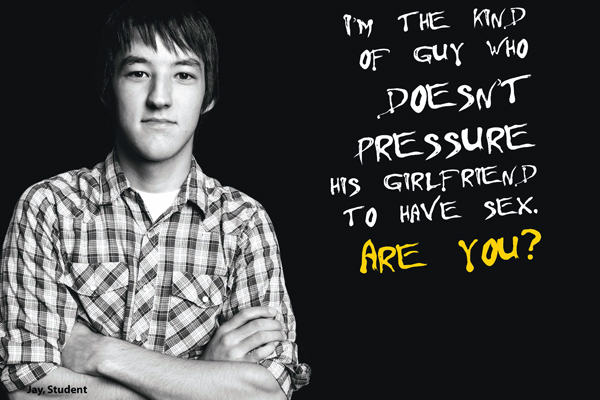 I'M THE KIND
OF GUY WHO
DOESN'T
PRESSURE
HIS GIRLFRIEND
TO HAVE SEX.
ARE YOU?
Jay, Student